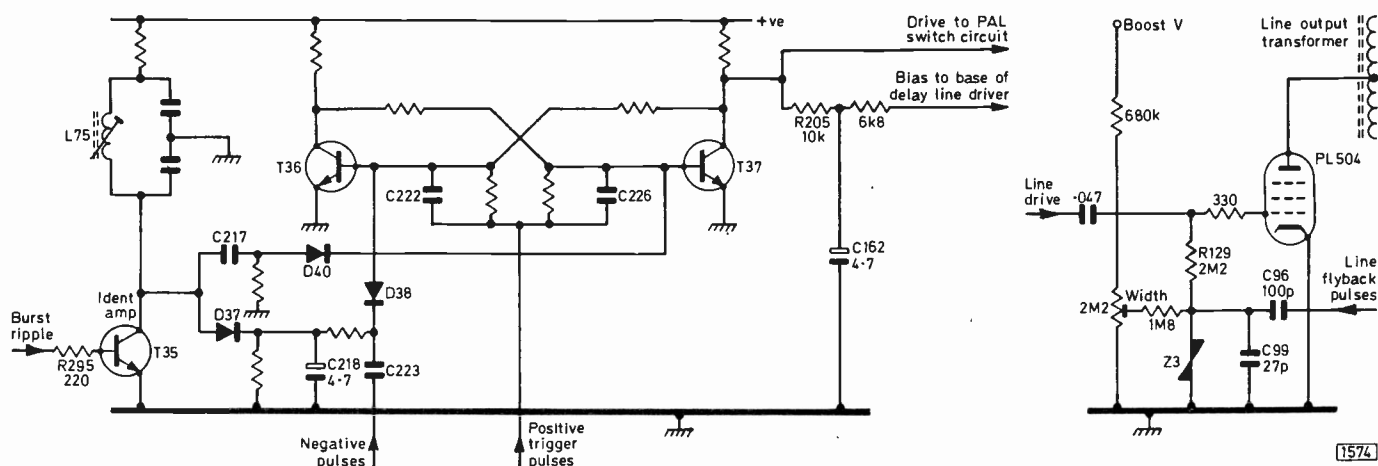 +ve
Drive to PAL
switch circuit
Bias to base of
delay line driver
R205
10k
6k8
L75
T36
T37
C222
C226
C217
D40
D38
Ident
amp
D37
Burst
ripple
R295
220
T35
C218
4·7
C223
C162
4·7
Negative
pulses
Positive
trigger
pulses
Boost V
Line output
transformer
680k
PL504
Line
drive
·047
330
R129
2M2
2M2
Width
1M8
C96
100p
Line
flyback
pulses
Z3
C99
27p
1574